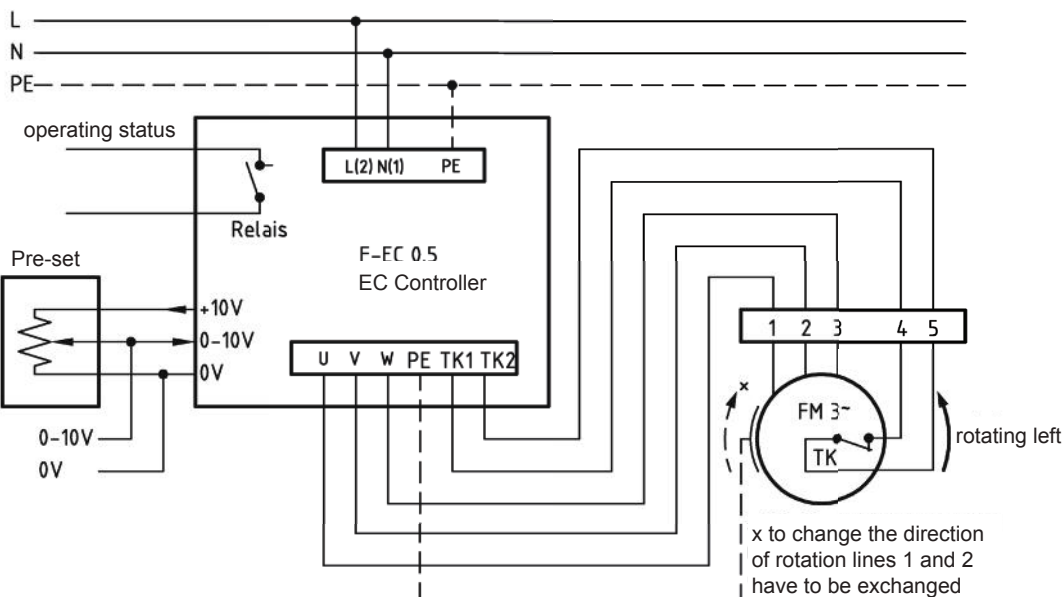 L
N
PE
operating status
L(2) N(1) PE
Relais
F-EC 0.5
EC Controller
Pre-set
+10V
0-10V
0V
U V W PE TK1 TK2
1 2 3 4 5
x
FM 3~
TK
rotating left
0-10V
0V
x to change the direction
of rotation lines 1 and 2
have to be exchanged